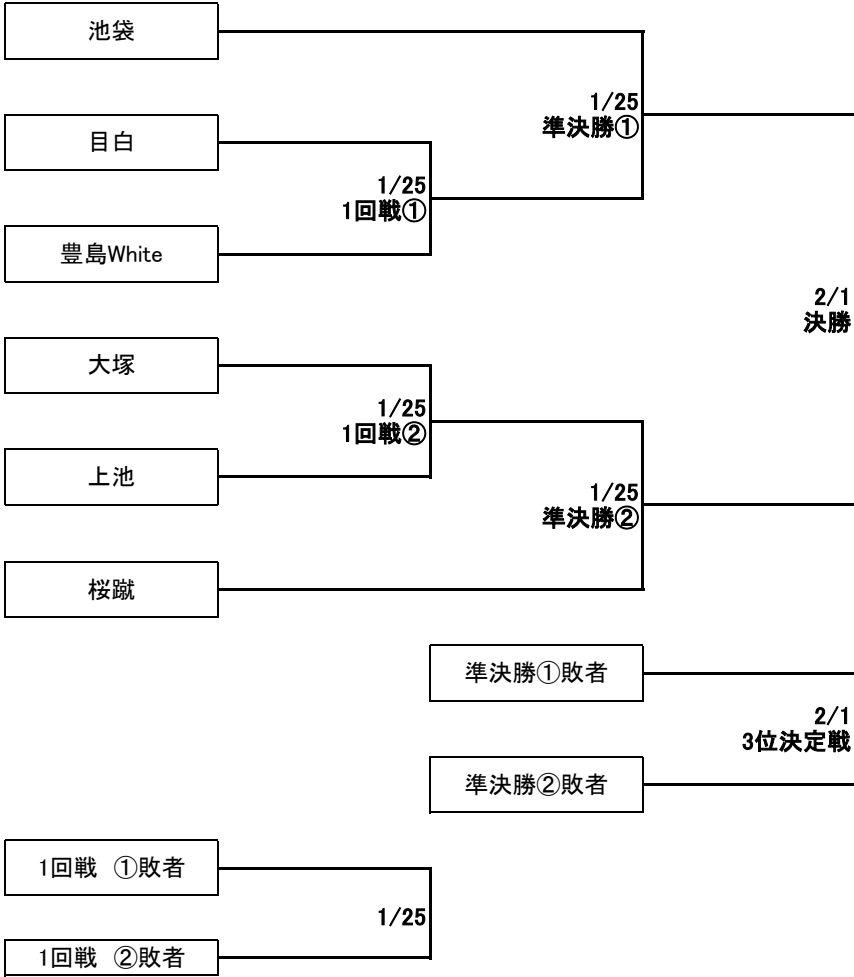 池袋
1/25
準決勝①
目白
1/25
1回戦①
豊島White
2/1
決勝
大塚
1/25
1回戦②
上池
1/25
準決勝②
桜蹴
準決勝①敗者
2/1
3位決定戦
準決勝②敗者
1回戦　①敗者
1/25
1回戦　②敗者